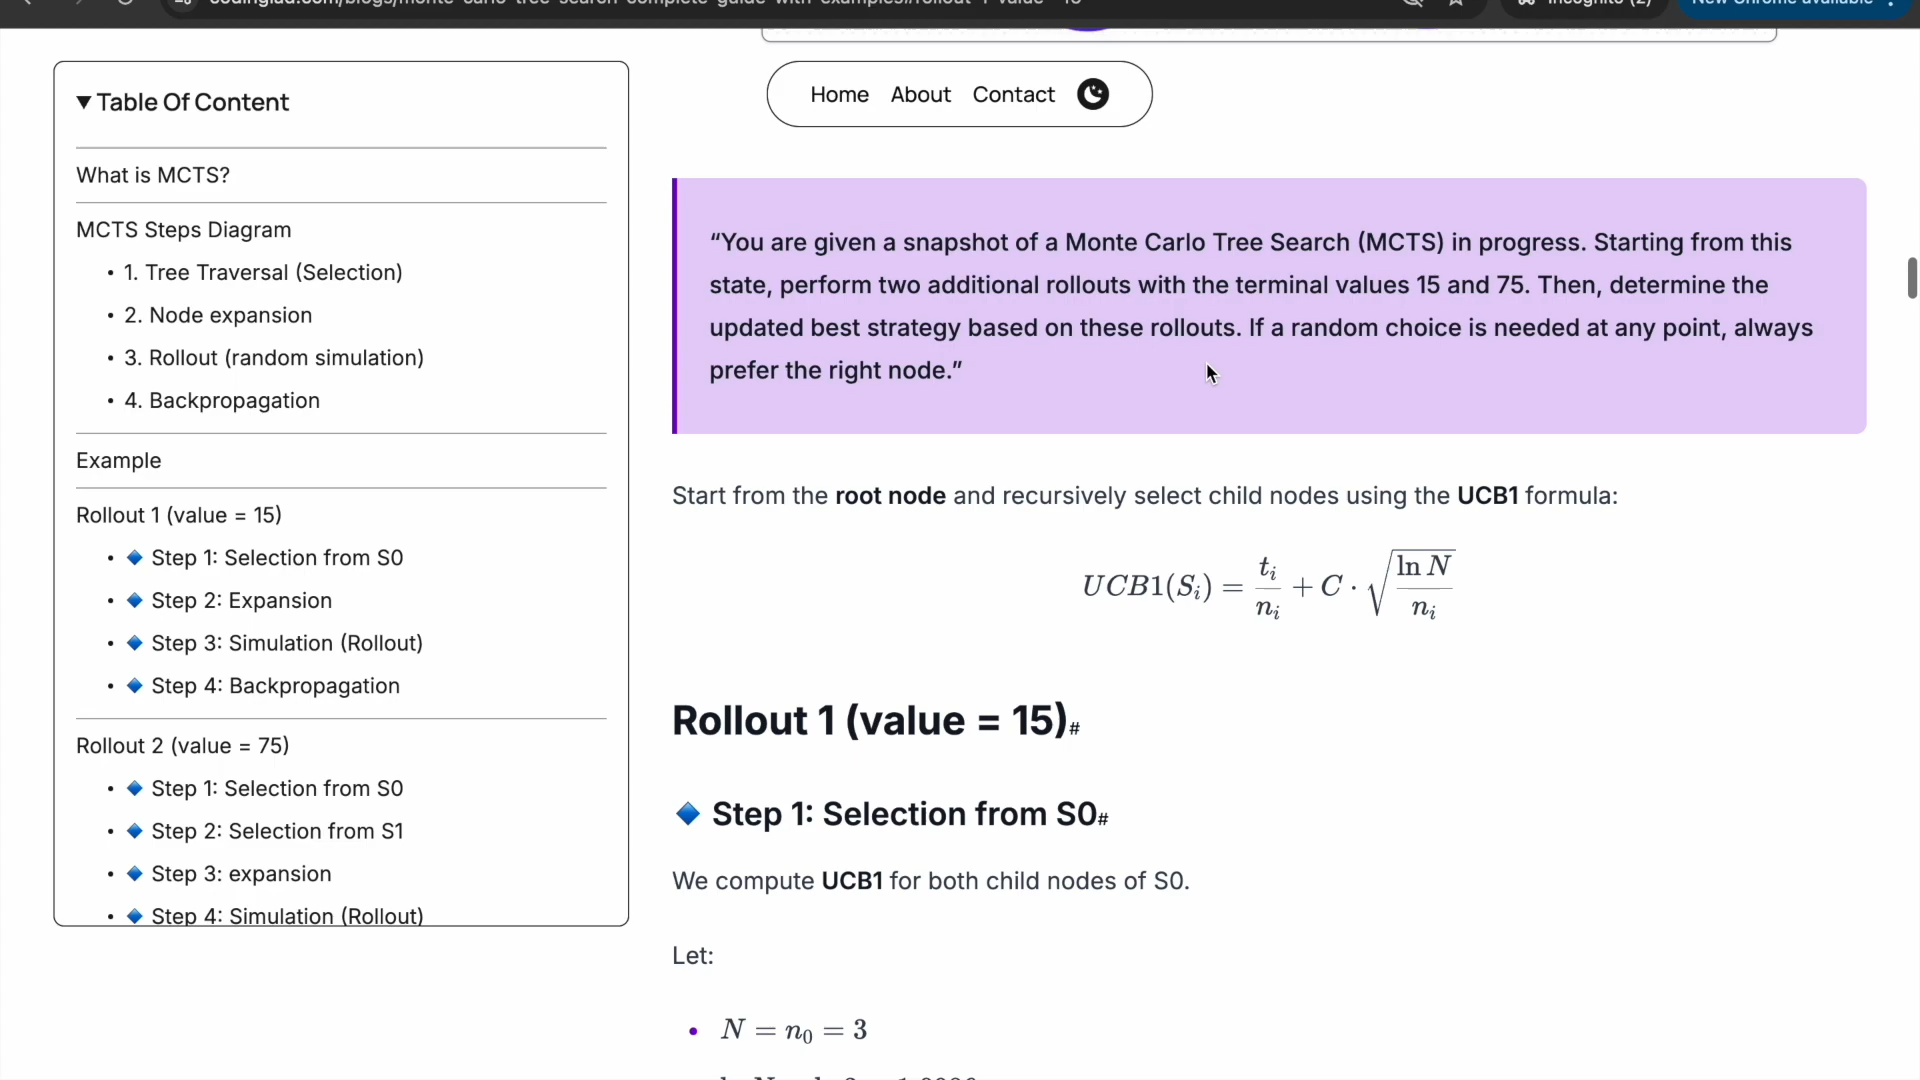 Table Of Content
What is MCTS?
MCTS Steps Diagram
• 1. Tree Traversal (Selection)
• 2. Node expansion
• 3. Rollout (random simulation)
• 4. Backpropagation
Example
Rollout 1 (value = 15)
• Step 1: Selection from S0
• Step 2: Expansion
• Step 3: Simulation (Rollout)
• Step 4: Backpropagation
Rollout 2 (value = 75)
• Step 1: Selection from S0
• Step 2: Selection from S1
• Step 3: expansion
• Step 4: Simulation (Rollout)
Home About Contact
“You are given a snapshot of a Monte Carlo Tree Search (MCTS) in progress. Starting from this
state, perform two additional rollouts with the terminal values 15 and 75. Then, determine the
updated best strategy based on these rollouts. If a random choice is needed at any point, always
prefer the right node.”
Start from the root node and recursively select child nodes using the UCB1 formula:
UCB1(Sᵢ) = tᵢ/nᵢ + C · √(ln N/nᵢ)
Rollout 1 (value = 15)#
Step 1: Selection from S0#
We compute UCB1 for both child nodes of S0.
Let:
• N = n₀ = 3